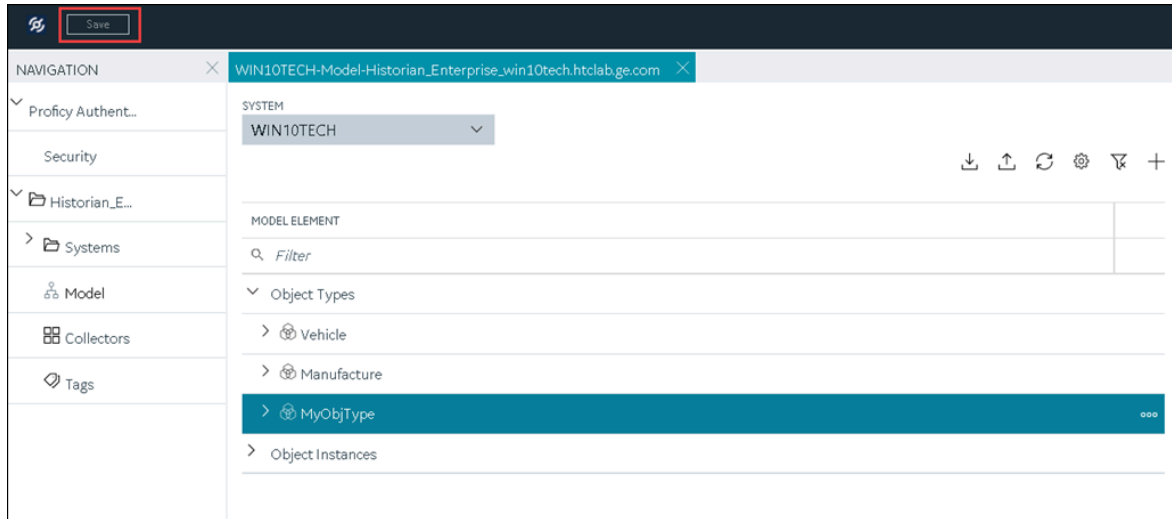 Save
NAVIGATION
WIN10TECH-Model-Historian_Enterprise_win10tech.htclab.ge.com
Proficy Authent...
SYSTEM
WIN10TECH
Security
Historian_E...
MODEL ELEMENT
Systems
Filter
Model
Object Types
Collectors
Vehicle
Manufacture
Tags
MyObjType
Object Instances